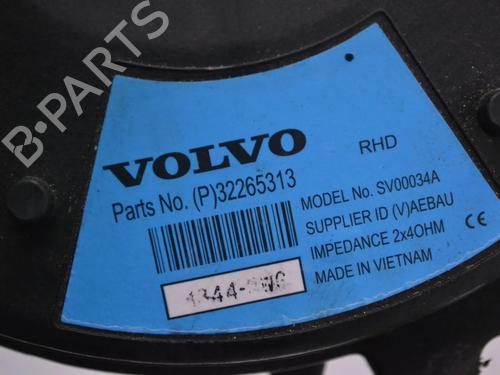 B-PARTS
VOLVO
RHD
Parts No. (P)32265313
MODEL No. SV00034A
SUPPLIER ID (V)AEBAU
IMPEDANCE 2x4OHM
CE
MADE IN VIETNAM